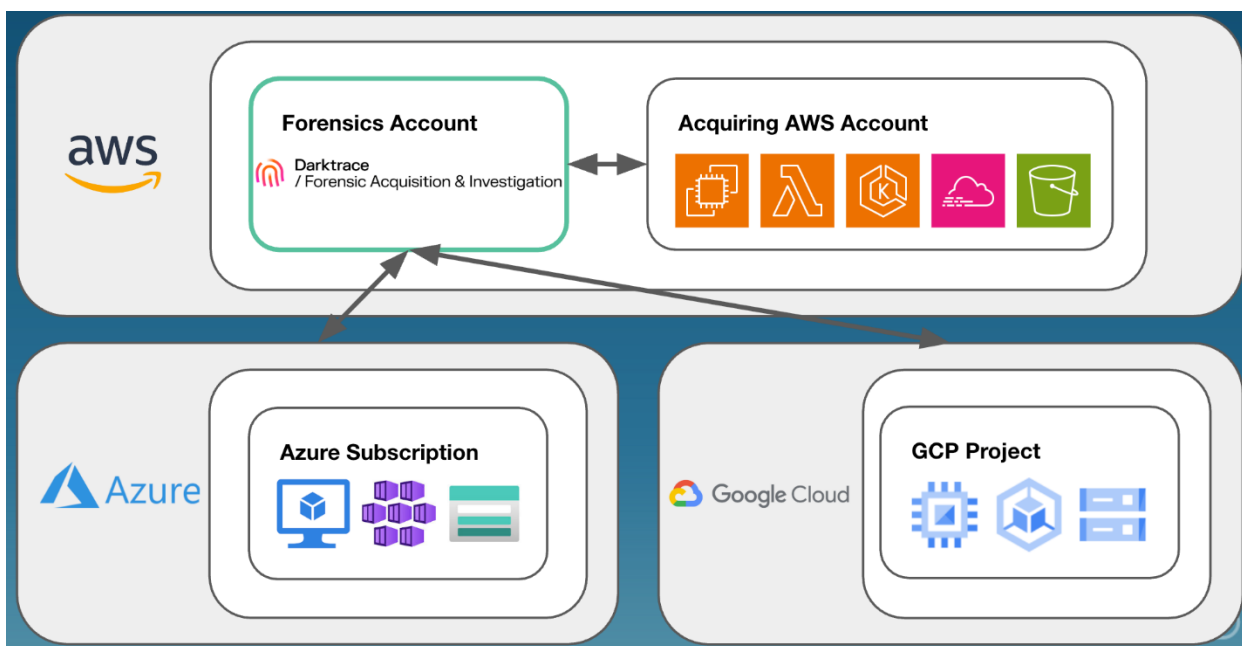 aws
Forensics Account
Darktrace
/ Forensic Acquisition & Investigation
Acquiring AWS Account
K
Azure
Azure Subscription
Google Cloud
GCP Project